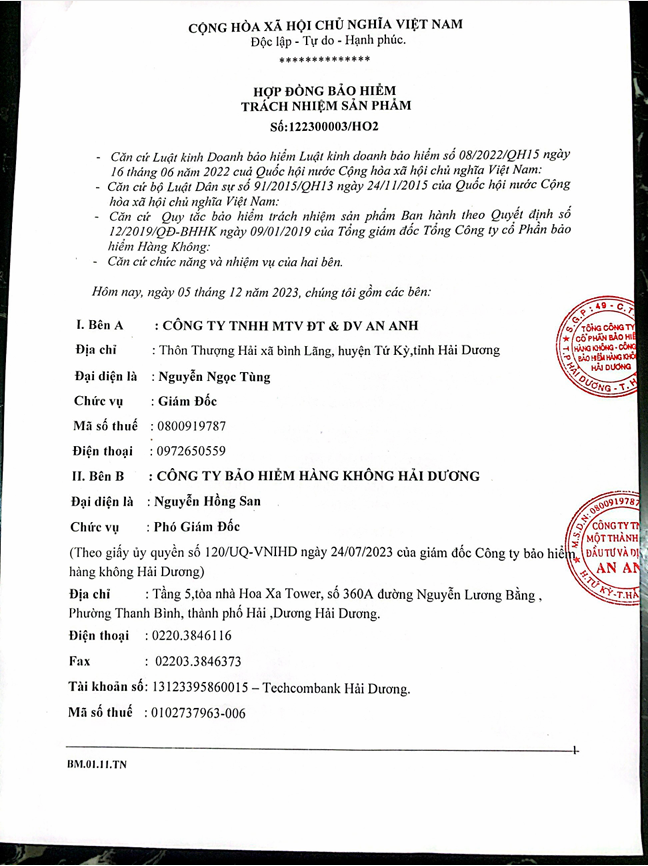 CỘNG HÒA XÃ HỘI CHỦ NGHĨA VIỆT NAM
Độc lập - Tự do - Hạnh phúc.
**************
HỢP ĐỒNG BẢO HIỂM
TRÁCH NHIỆM SẢN PHẨM
Số:122300003/HO2
- Căn cứ Luật kinh Doanh bảo hiểm Luật kinh doanh bảo hiểm số 08/2022/QH15 ngày
16 tháng 06 năm 2022 cuả Quốc hội nước Cộng hòa xã hội chủ nghĩa Việt Nam:
- Căn cứ bộ Luật Dân sự số 91/2015/QH13 ngày 24/11/2015 của Quốc hội nước Cộng
hòa xã hội chủ nghĩa Việt Nam:
- Căn cứ Quy tắc bảo hiểm trách nhiệm sản phẩm Ban hành theo Quyết định số
12/2019/QĐ-BHHK ngày 09/01/2019 của Tổng giám đốc Tổng Công ty cổ Phần bảo
hiểm Hàng Không:
- Căn cứ chức năng và nhiệm vụ của hai bên.
Hôm nay, ngày 05 tháng 12 năm 2023, chúng tôi gồm các bên:
I. Bên A : CÔNG TY TNHH MTV ĐT & DV AN ANH
Địa chỉ : Thôn Thượng Hải xã bình Lãng, huyện Tứ Kỳ,tỉnh Hải Dương
Đại diện là : Nguyễn Ngọc Tùng
Chức vụ : Giám Đốc
Mã số thuế : 0800919787
Điện thoại : 0972650559
II. Bên B : CÔNG TY BẢO HIỂM HÀNG KHÔNG HẢI DƯƠNG
Đại diện là : Nguyễn Hồng San
Chức vụ : Phó Giám Đốc
(Theo giấy ủy quyền số 120/UQ-VNIHD ngày 24/07/2023 của giám đốc Công ty bảo hiểm
hàng không Hải Dương)
Địa chỉ : Tầng 5,tòa nhà Hoa Xa Tower, số 360A đường Nguyễn Lương Bằng ,
Phường Thanh Bình, thành phố Hải ,Dương Hải Dương.
Điện thoại : 0220.3846116
Fax : 02203.3846373
Tài khoản số: 13123395860015 – Techcombank Hải Dương.
Mã số thuế : 0102737963-006
BM.01.11.TN
S.G.P : 49 - C.T
TỔNG CÔNG TY
CỔ PHẦN BẢO HIỂ
HÀNG KHÔNG - CÔNG
BẢO HIỂM HÀNG KHÔ
HẢI DƯƠNG
T.P HẢI DƯƠNG - T.
M.S.D.N: 0800919787
CÔNG TY TN
MỘT THÀNH
ĐẦU TƯ VÀ DỊ
AN AN
H.TỨ KỲ-T.HẢ